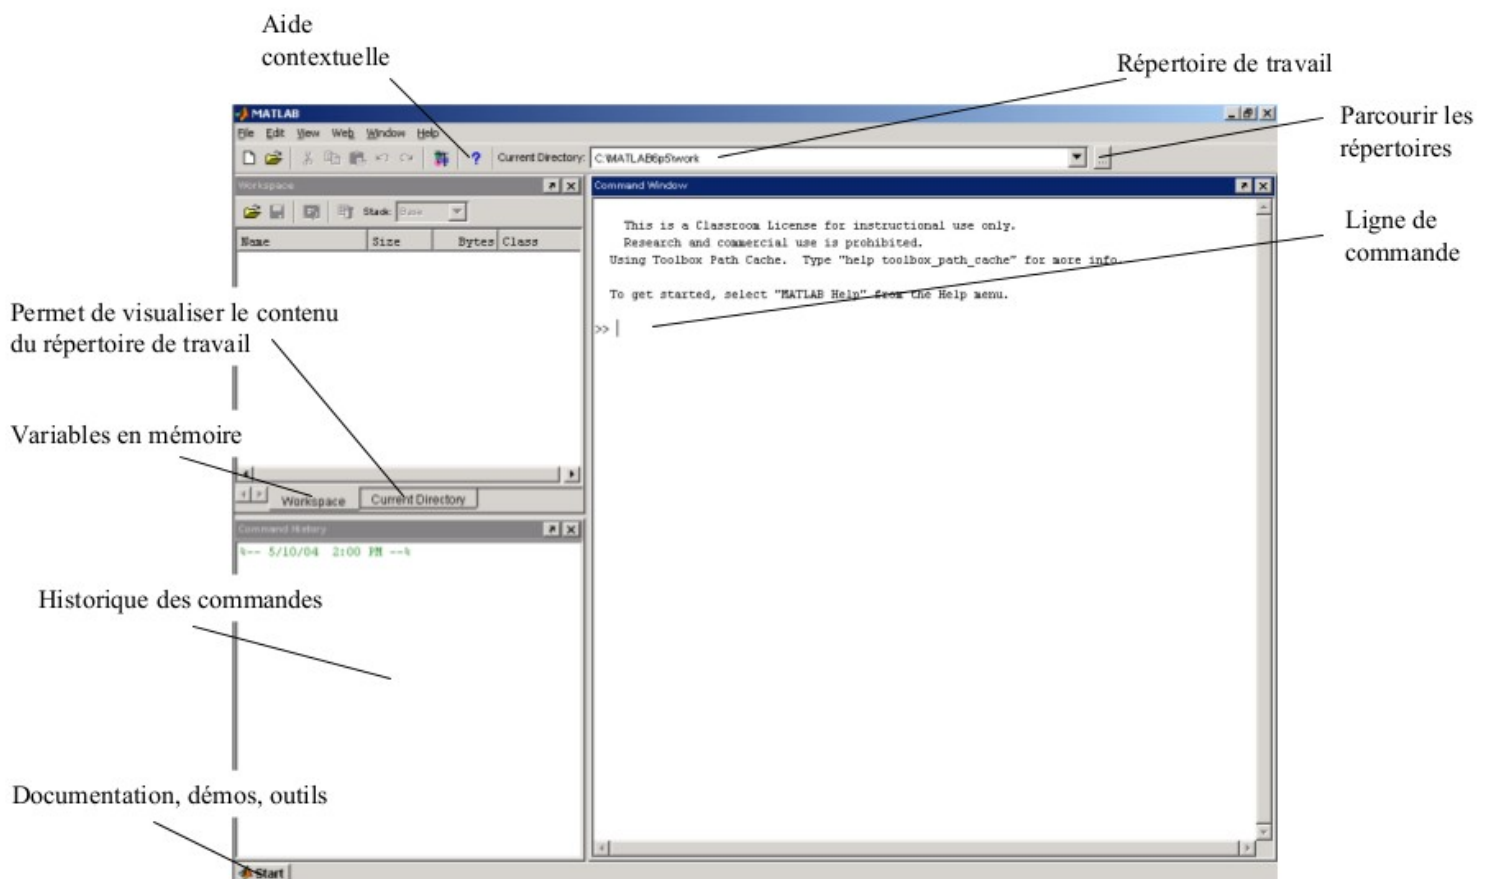 Aide
contextuelle
Répertoire de travail
Parcourir les
répertoires
Ligne de
commande
Permet de visualiser le contenu
du répertoire de travail
Variables en mémoire
Historique des commandes
Documentation, démos, outils
MATLAB
File Edit View Web Window Help
Current Directory: C:\MATLAB6p5\work
Workspace
Stack: Base
Name Size Bytes Class
Workspace Current Directory
Command History
%-- 5/10/04 2:00 PM --%
Command Window
This is a Classroom License for instructional use only.
Research and commercial use is prohibited.
Using Toolbox Path Cache. Type "help toolbox_path_cache" for more info.
To get started, select "MATLAB Help" from the Help menu.
>>
Start